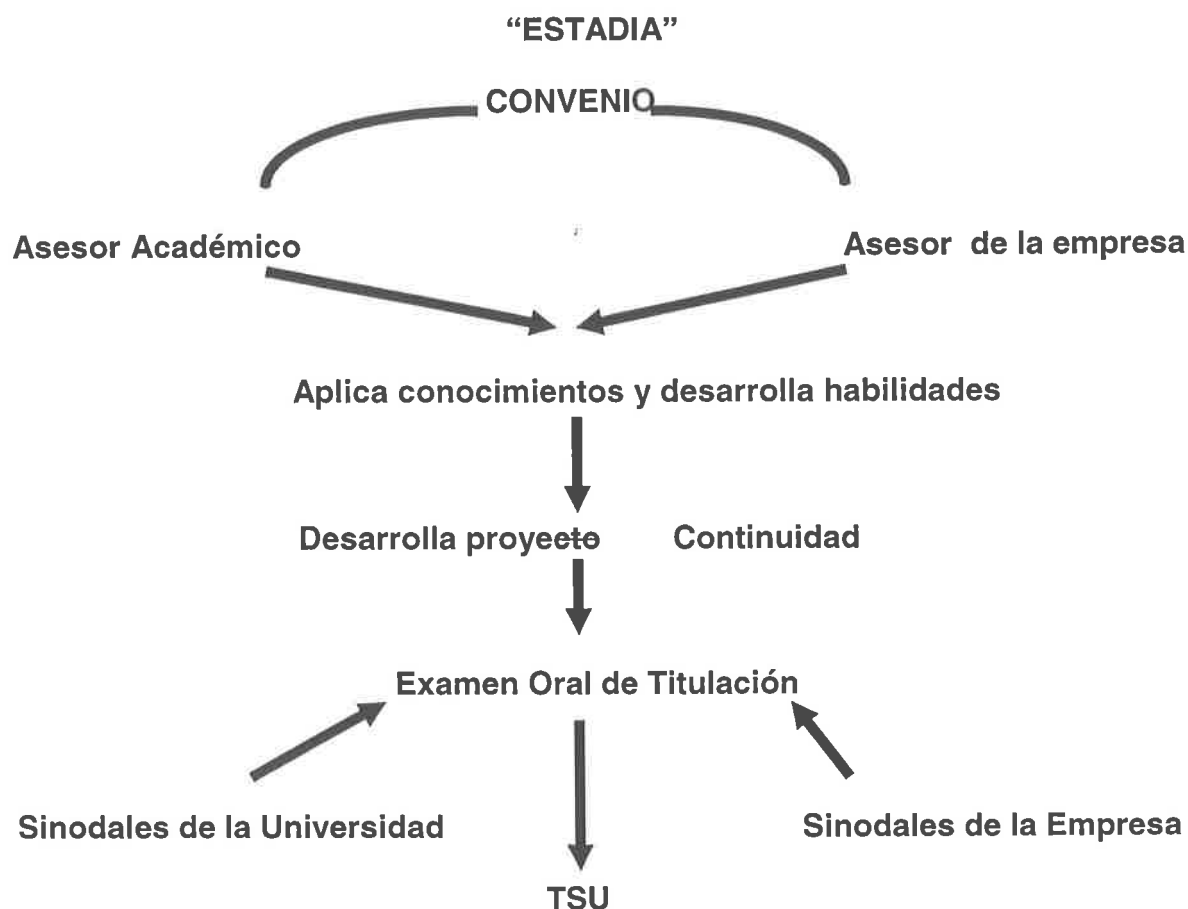 “ESTADIA”
CONVENIO
Asesor Académico
Asesor de la empresa
Aplica conocimientos y desarrolla habilidades
Desarrolla proyecto Continuidad
Examen Oral de Titulación
Sinodales de la Universidad
Sinodales de la Empresa
TSU